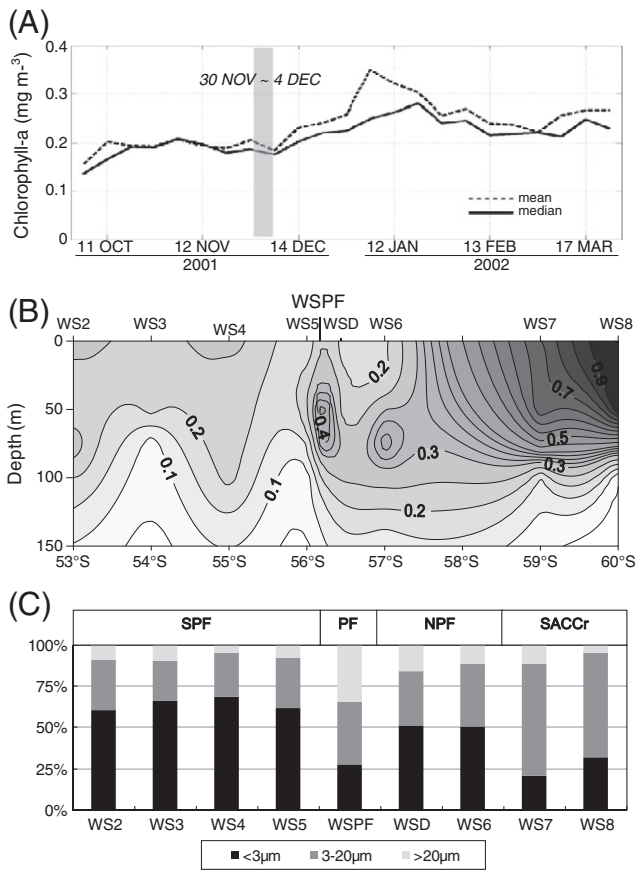 (A)
Chlorophyll-a (mg m-3)
0.4
0.3
0.2
0.1
0
30 NOV ~ 4 DEC
mean
median
11 OCT 12 NOV 14 DEC 12 JAN 13 FEB 17 MAR
2001 2002
(B)
WSPF
WS2 WS3 WS4 WS5 WSD WS6 WS7 WS8
Depth(m)
0
50
100
150
0.2
0.1
0.1
0.4
0.2
0.3
0.2
0.7
0.9
0.5
0.3
53°S 54°S 55°S 56°S 57°S 58°S 59°S 60°S
(C)
SPF PF NPF SACCr
100%
75%
50%
25%
0%
WS2 WS3 WS4 WS5 WSPF WSD WS6 WS7 WS8
<3µm 3-20µm >20µm